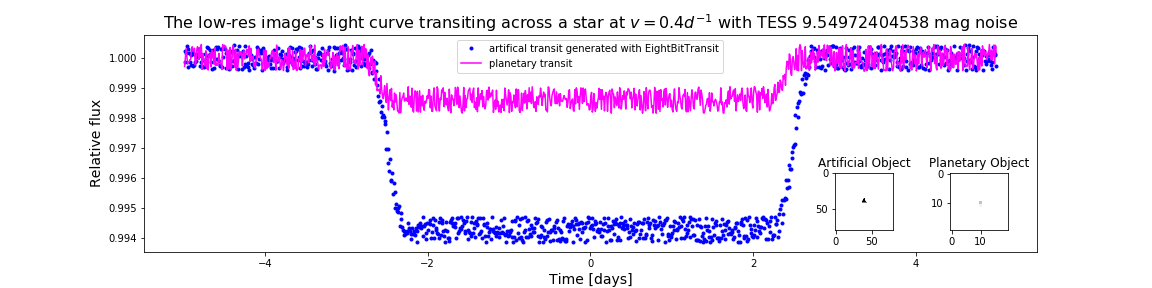 The low-res image's light curve transiting across a star at v = 0.4d⁻¹ with TESS 9.54972404538 mag noise
artifical transit generated with EightBitTransit
planetary transit
Relative flux
1.000
0.999
0.998
0.997
0.996
0.995
0.994
Artificial Object
0
50
0 50
Planetary Object
0
10
0 10
−4 −2 0 2 4
Time [days]